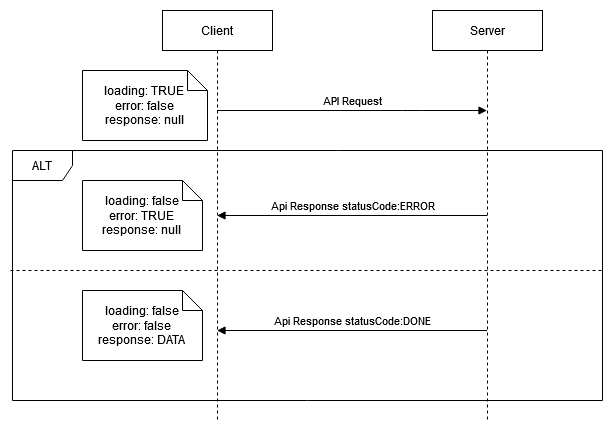 Client
Server
loading: TRUE
error: false
response: null
API Request
ALT
loading: false
error: TRUE
response: null
Api Response statusCode:ERROR
loading: false
error: false
response: DATA
Api Response statusCode:DONE